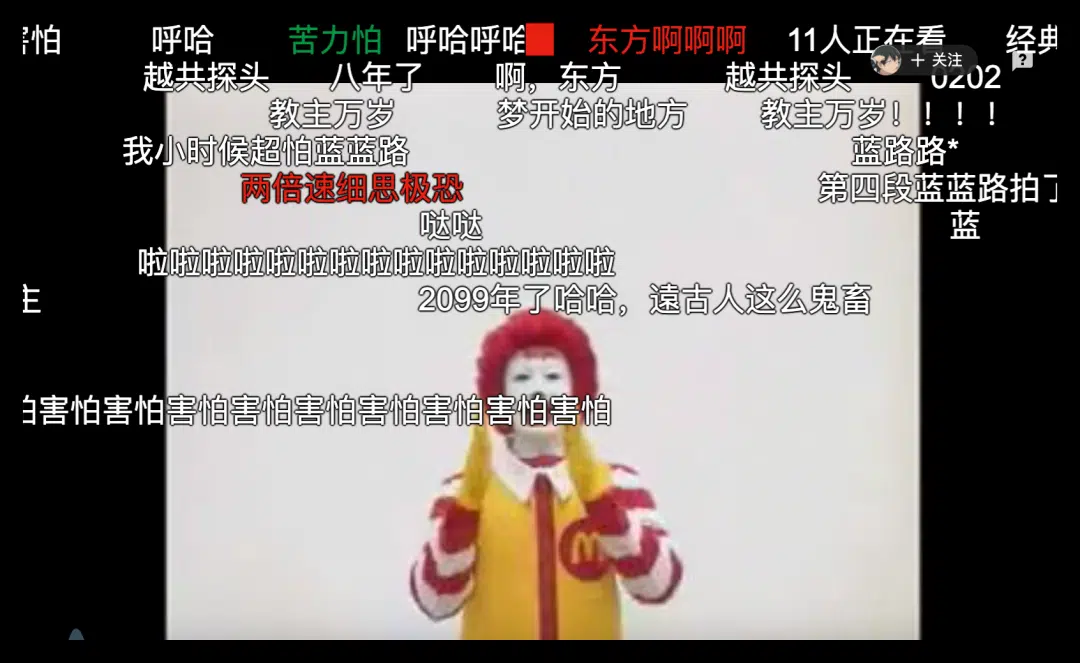 害怕 呼哈 苦力怕 呼哈呼哈 东方啊啊啊 11人正在看 经典
+ 关注 ?
越共探头 八年了 啊，东方 越共探头 0202
教主万岁 梦开始的地方 教主万岁！！！！
我小时候超怕蓝蓝路 蓝路路*
两倍速细思极恐 第四段蓝蓝路拍了
哒哒 蓝
啦啦啦啦啦啦啦啦啦啦啦啦啦啦啦
主 2099年了哈哈，遠古人这么鬼畜
怕害怕害怕害怕害怕害怕害怕害怕害怕害怕